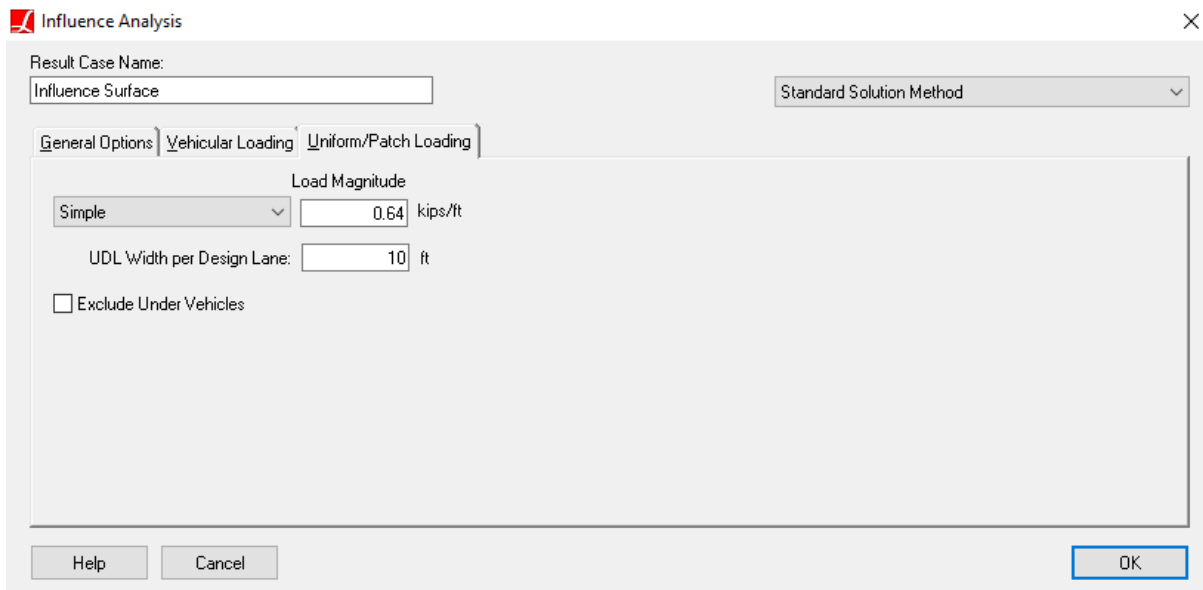 Influence Analysis
Result Case Name:
Influence Surface
Standard Solution Method
General Options Vehicular Loading Uniform/Patch Loading
Load Magnitude
Simple 0.64 kips/ft
UDL Width per Design Lane: 10 ft
Exclude Under Vehicles
Help Cancel OK